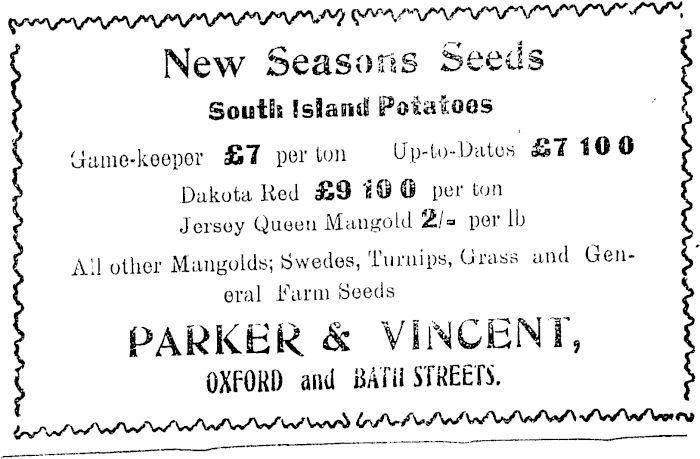 New Seasons Seeds
South Island Potatoes
Game-keeper £7 per ton Up-to-Dates £7 10 0
Dakota Red £9 10 0 per ton
Jersey Queen Mangold 2/- per lb
All other Mangolds; Swedes, Turnips, Grass and Gen-
eral Farm Seeds
PARKER & VINCENT,
OXFORD and BATH STREETS.